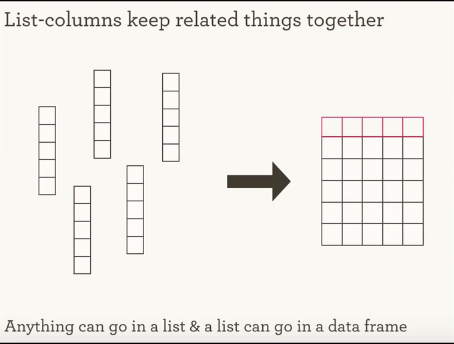 List-columns keep related things together
Anything can go in a list & a list can go in a data frame